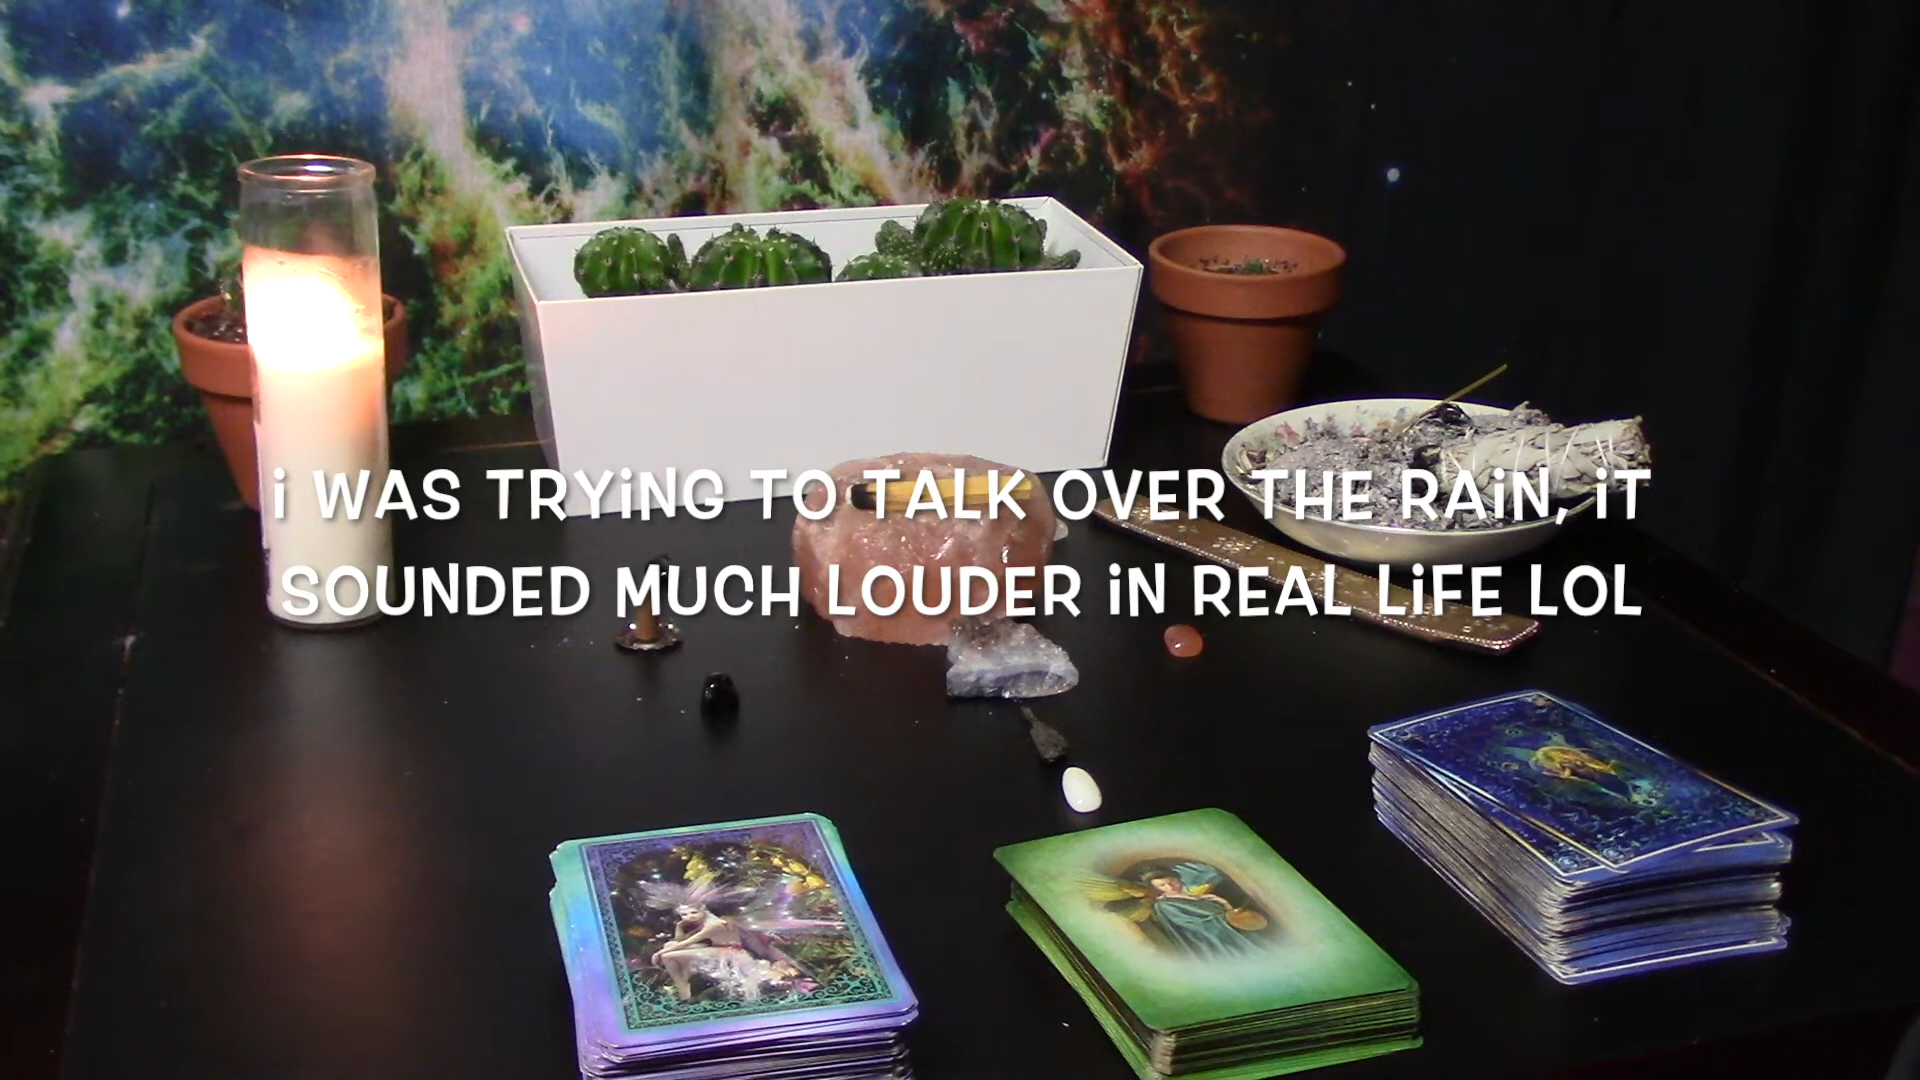 i WAS TRYiNG TO TALK OVER THE RAiN, iT
SOUNDED MUCH LOUDER iN REAL LiFE LOL